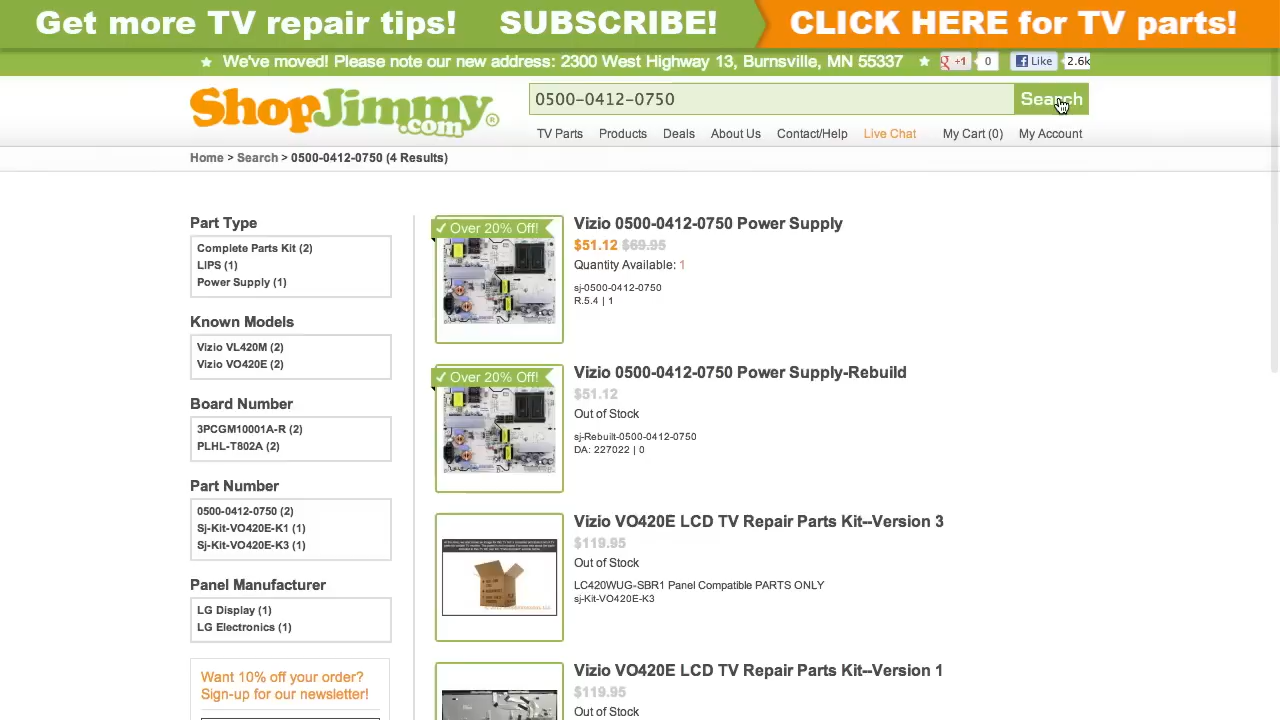 Get more TV repair tips! SUBSCRIBE! CLICK HERE for TV parts!
We've moved! Please note our new address: 2300 West Highway 13, Burnsville, MN 55337
+1 0 Like 2.6k
ShopJimmy.com®
0500-0412-0750 Search
TV Parts Products Deals About Us Contact/Help Live Chat My Cart (0) My Account
Home > Search > 0500-0412-0750 (4 Results)
Part Type
Complete Parts Kit (2)
LIPS (1)
Power Supply (1)
Known Models
Vizio VL420M (2)
Vizio VO420E (2)
Board Number
3PCGM10001A-R (2)
PLHL-T802A (2)
Part Number
0500-0412-0750 (2)
Sj-Kit-VO420E-K1 (1)
Sj-Kit-VO420E-K3 (1)
Panel Manufacturer
LG Display (1)
LG Electronics (1)
Want 10% off your order?
Sign-up for our newsletter!
Over 20% Off!
Vizio 0500-0412-0750 Power Supply
$51.12 $69.95
Quantity Available: 1
sj-0500-0412-0750
R.5.4 | 1
Over 20% Off!
Vizio 0500-0412-0750 Power Supply-Rebuild
$51.12
Out of Stock
sj-Rebuilt-0500-0412-0750
DA: 227022 | 0
Vizio VO420E LCD TV Repair Parts Kit--Version 3
$119.95
Out of Stock
LC420WUG-SBR1 Panel Compatible PARTS ONLY
sj-Kit-VO420E-K3
Vizio VO420E LCD TV Repair Parts Kit--Version 1
$119.95
Out of Stock